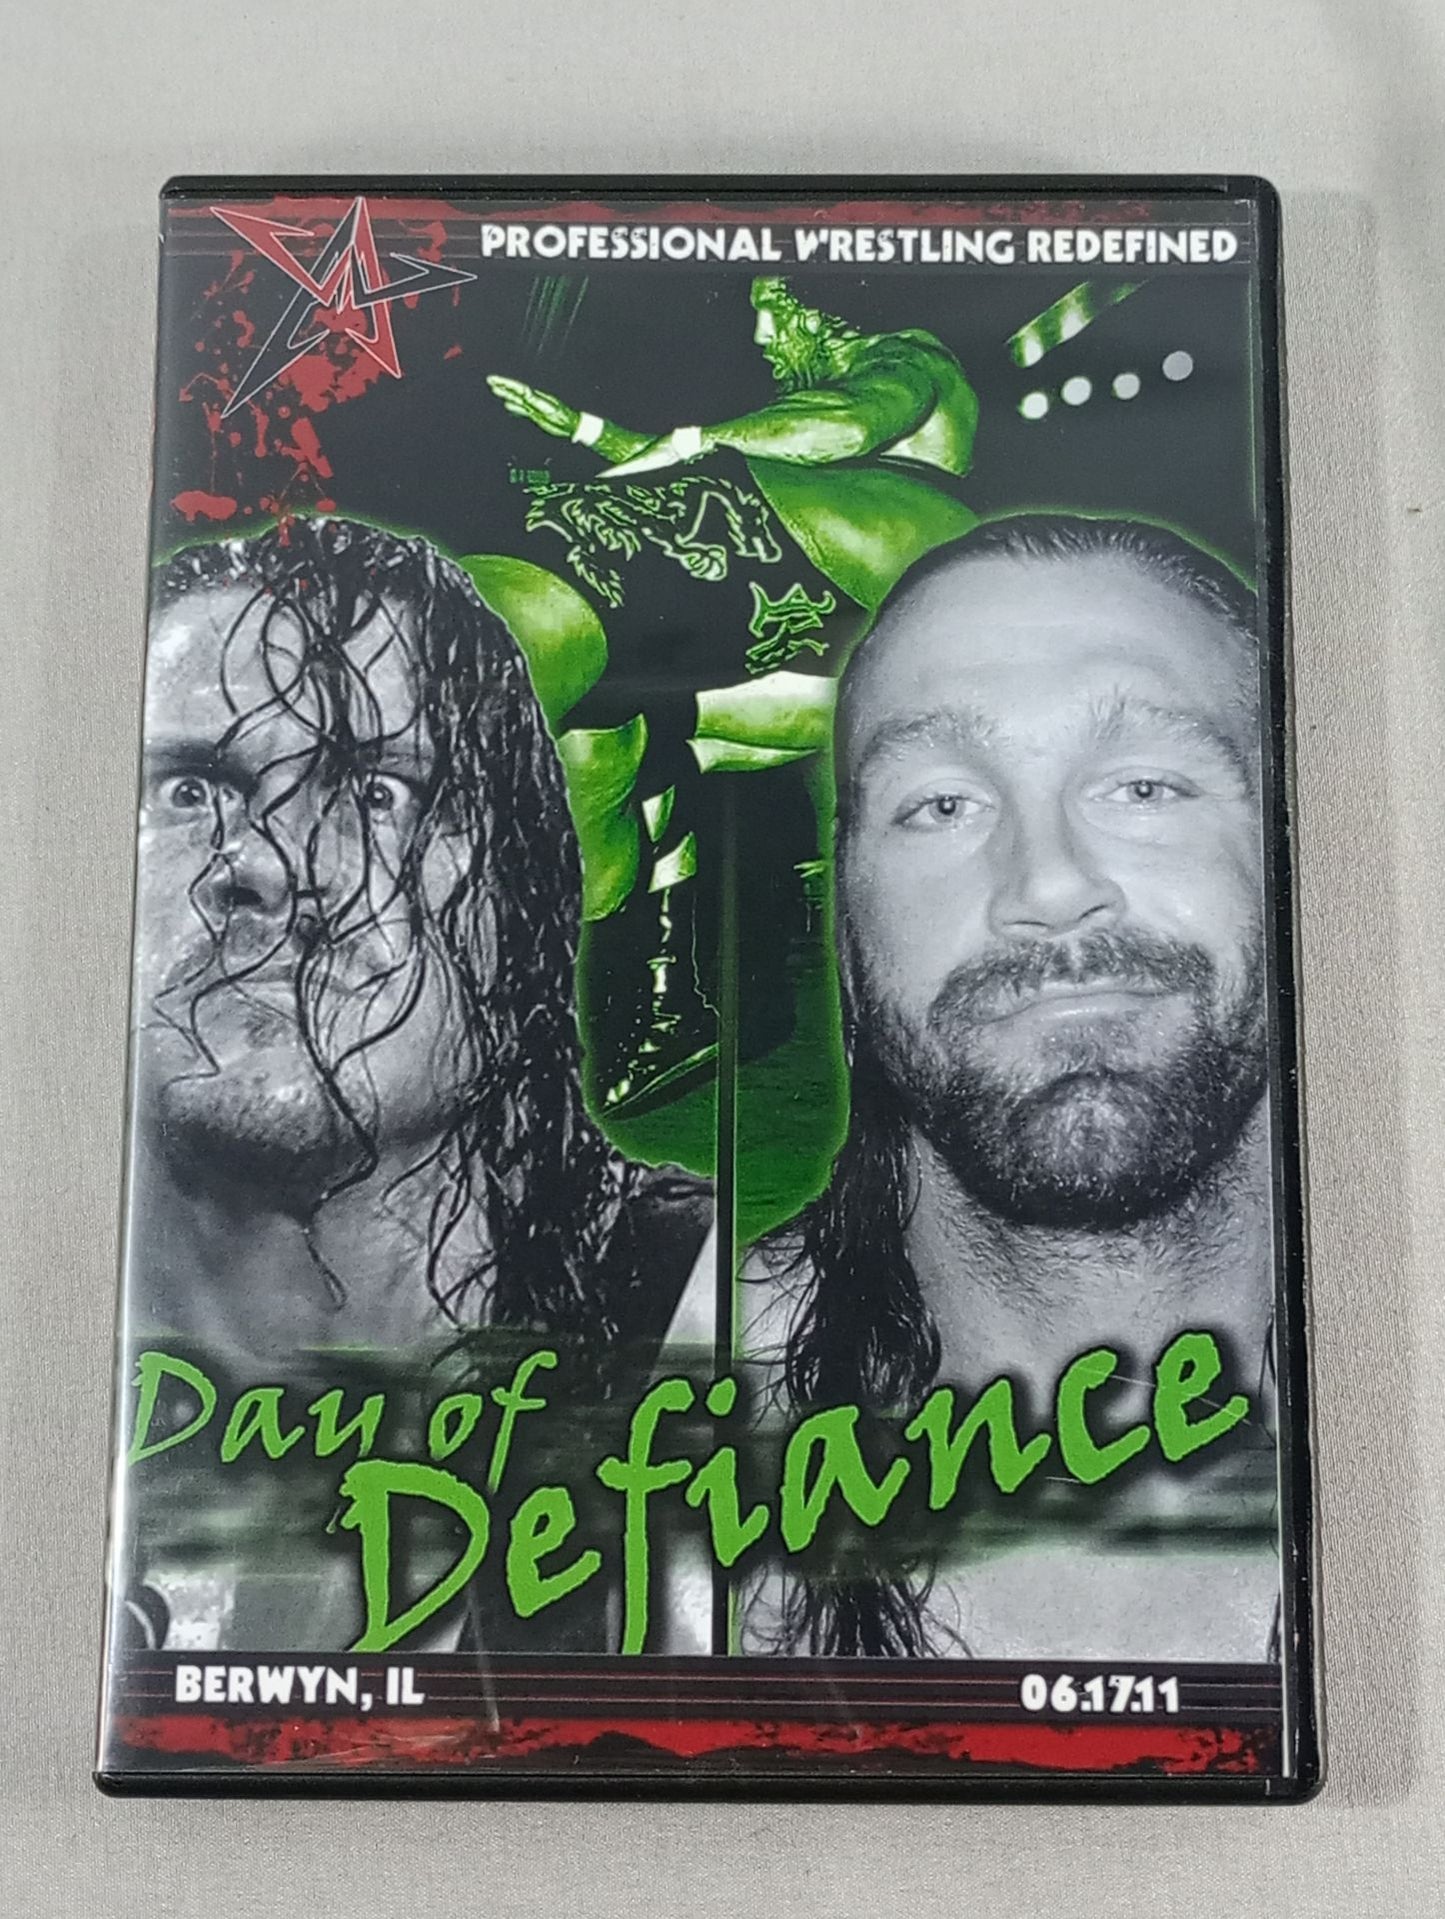 PROFESSIONAL WRESTLING REDEFINED
Day of
Defiance
BERWYN, IL
06.17.11